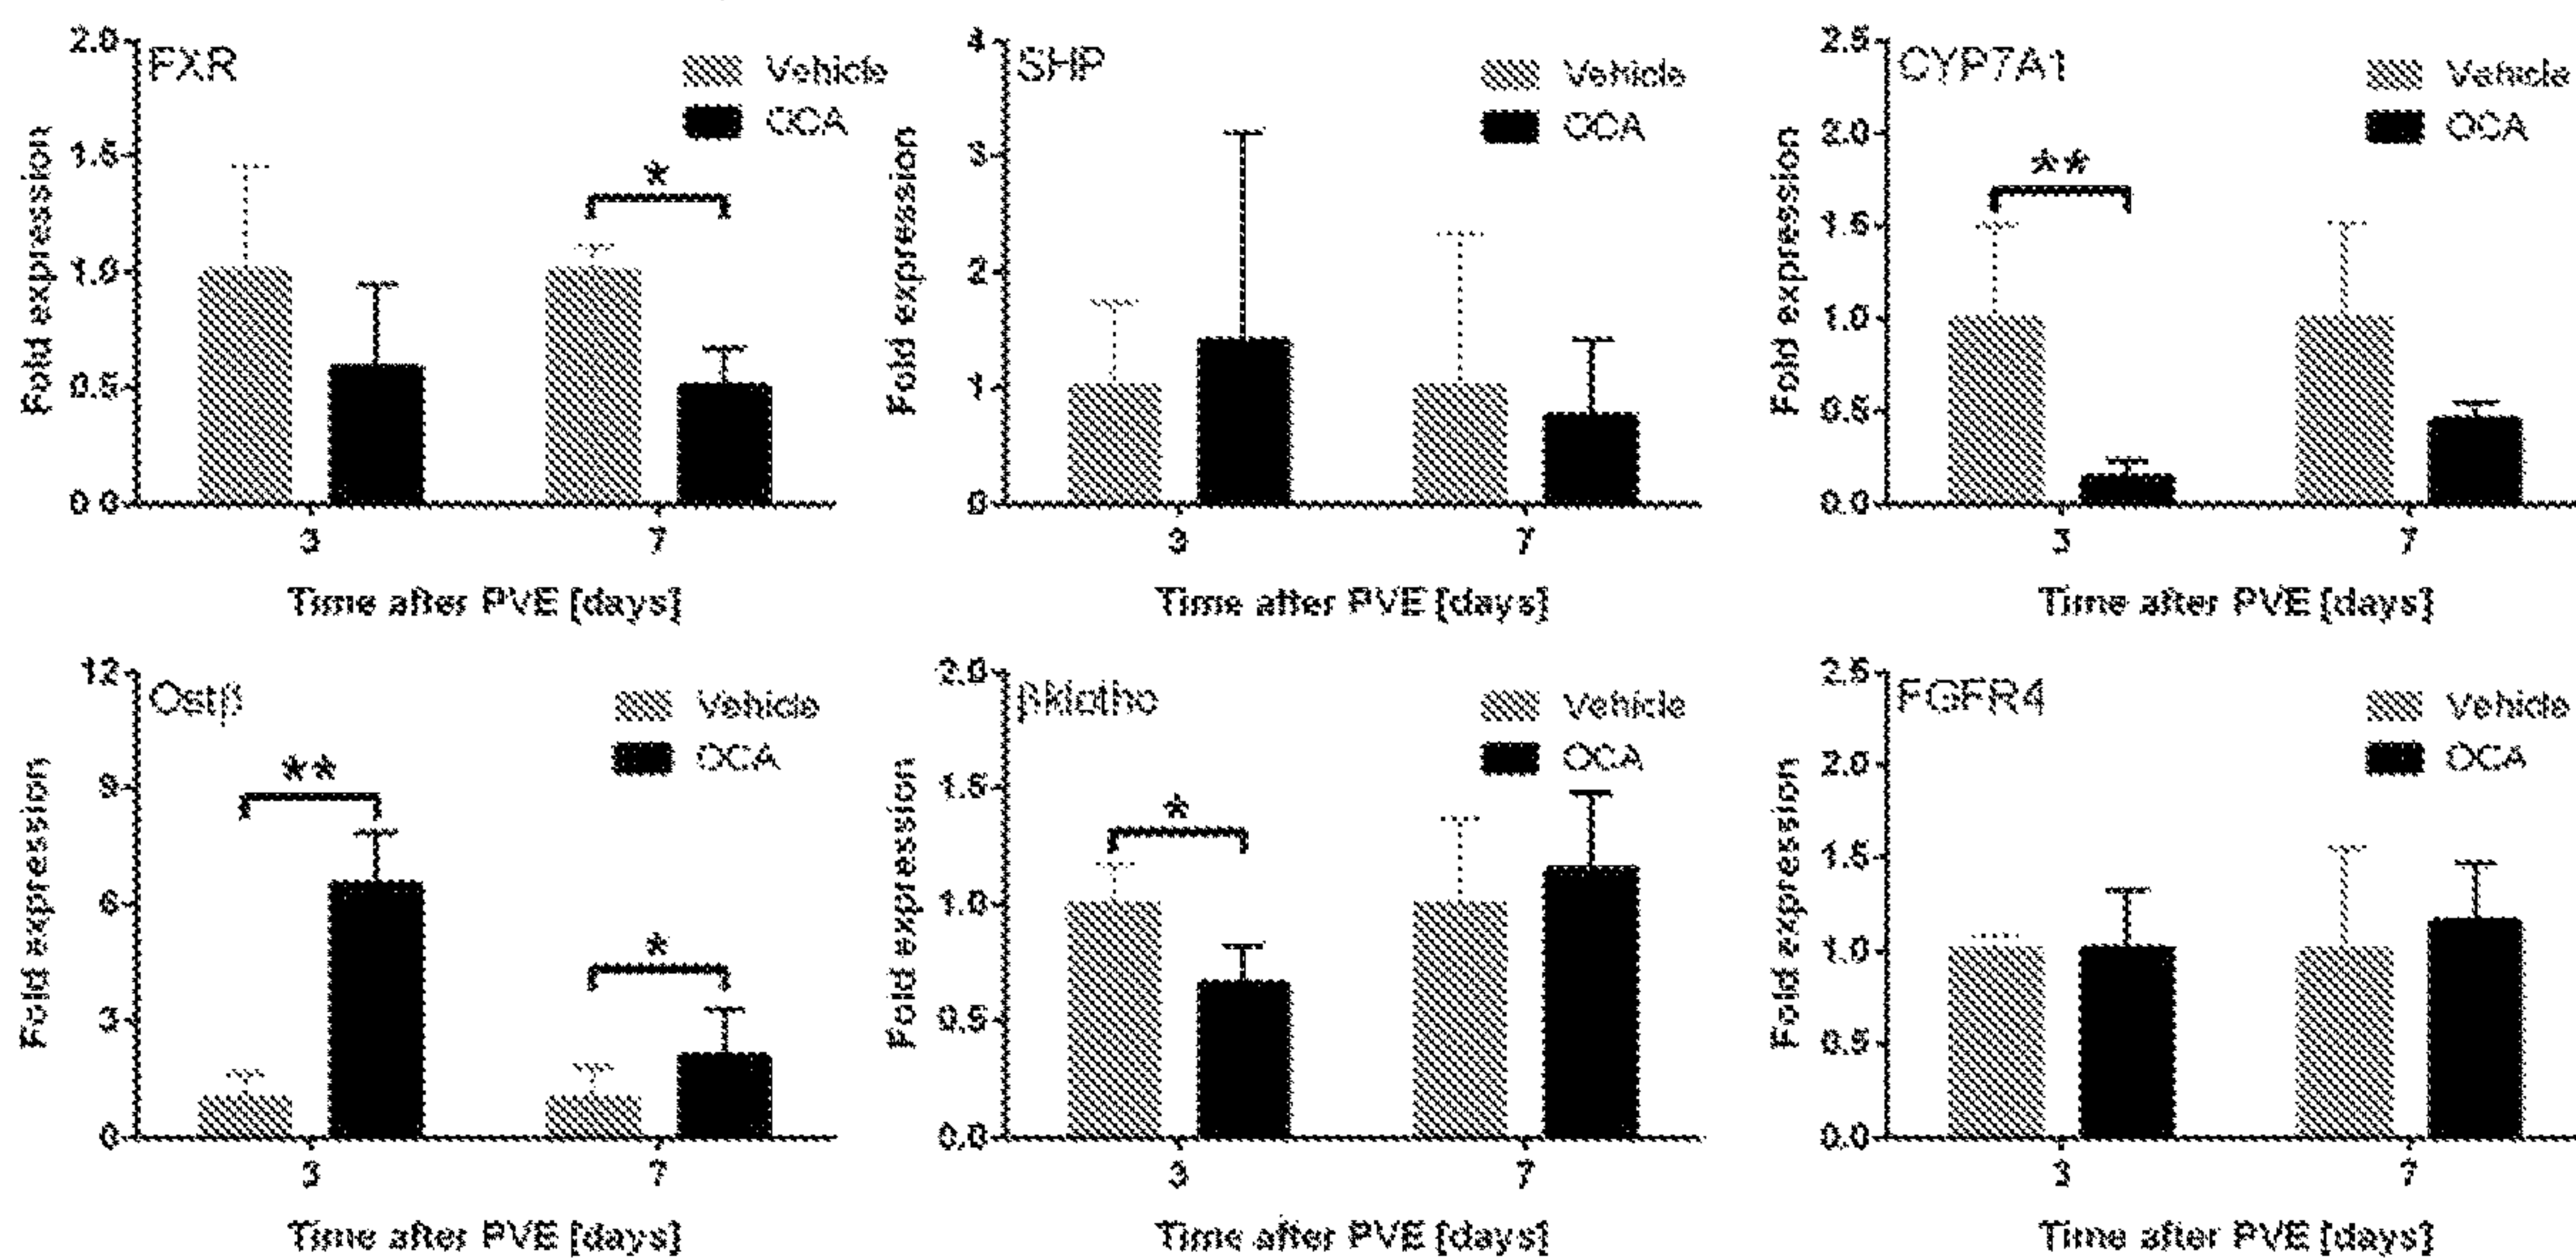 FXR
Vehicle
OCA
Fold expression
2.0
1.5
1.0
0.5
0.0
*
3
7
Time after PVE [days]
SHP
Vehicle
OCA
Fold expression
4
3
2
1
0
3
7
Time after PVE [days]
CYP7A1
Vehicle
OCA
Fold expression
2.5
2.0
1.5
1.0
0.5
0.0
**
3
7
Time after PVE [days]
Ostβ
Vehicle
OCA
Fold expression
12
9
6
3
0
**
*
3
7
Time after PVE [days]
βklotho
Vehicle
OCA
Fold expression
2.0
1.5
1.0
0.5
0.0
*
3
7
Time after PVE [days]
FGFR4
Vehicle
OCA
Fold expression
2.5
2.0
1.5
1.0
0.5
0.0
3
7
Time after PVE [days]